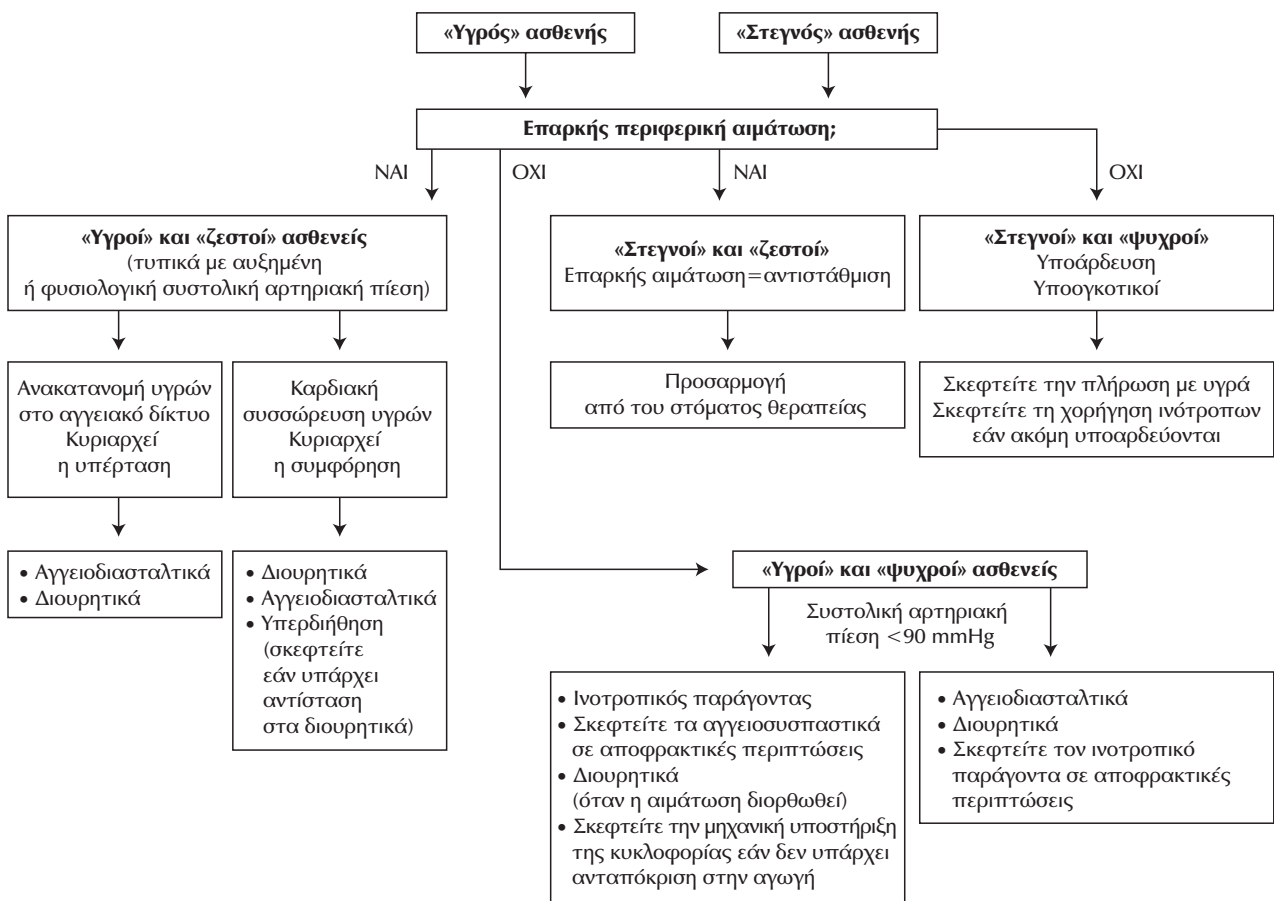 «Υγρός» ασθενής
«Στεγνός» ασθενής
Επαρκής περιφερική αιμάτωση;
ΝΑΙ
ΟΧΙ
ΝΑΙ
ΟΧΙ
«Υγροί» και «ζεστοί» ασθενείς
(τυπικά με αυξημένη
ή φυσιολογική συστολική αρτηριακή πίεση)
«Στεγνοί» και «ζεστοί»
Επαρκής αιμάτωση=αντιστάθμιση
«Στεγνοί» και «ψυχροί»
Υποάρδευση
Υποογκοτικοί
Ανακατανομή υγρών
στο αγγειακό δίκτυο
Κυριαρχεί
η υπέρταση
Καρδιακή
συσσώρευση υγρών
Κυριαρχεί
η συμφόρηση
Προσαρμογή
από του στόματος θεραπείας
Σκεφτείτε την πλήρωση με υγρά
Σκεφτείτε τη χορήγηση ινότροπων
εάν ακόμη υποαρδεύονται
• Αγγειοδιασταλτικά
• Διουρητικά
• Διουρητικά
• Αγγειοδιασταλτικά
• Υπερδιήθηση
(σκεφτείτε
εάν υπάρχει
αντίσταση
στα διουρητικά)
«Υγροί» και «ψυχροί» ασθενείς
Συστολική αρτηριακή
πίεση <90 mmHg
• Ινοτροπικός παράγοντας
• Σκεφτείτε τα αγγειοσυσπαστικά
σε αποφρακτικές περιπτώσεις
• Διουρητικά
(όταν η αιμάτωση διορθωθεί)
• Σκεφτείτε την μηχανική υποστήριξη
της κυκλοφορίας εάν δεν υπάρχει
ανταπόκριση στην αγωγή
• Αγγειοδιασταλτικά
• Διουρητικά
• Σκεφτείτε τον ινοτροπικό
παράγοντα σε αποφρακτικές
περιπτώσεις